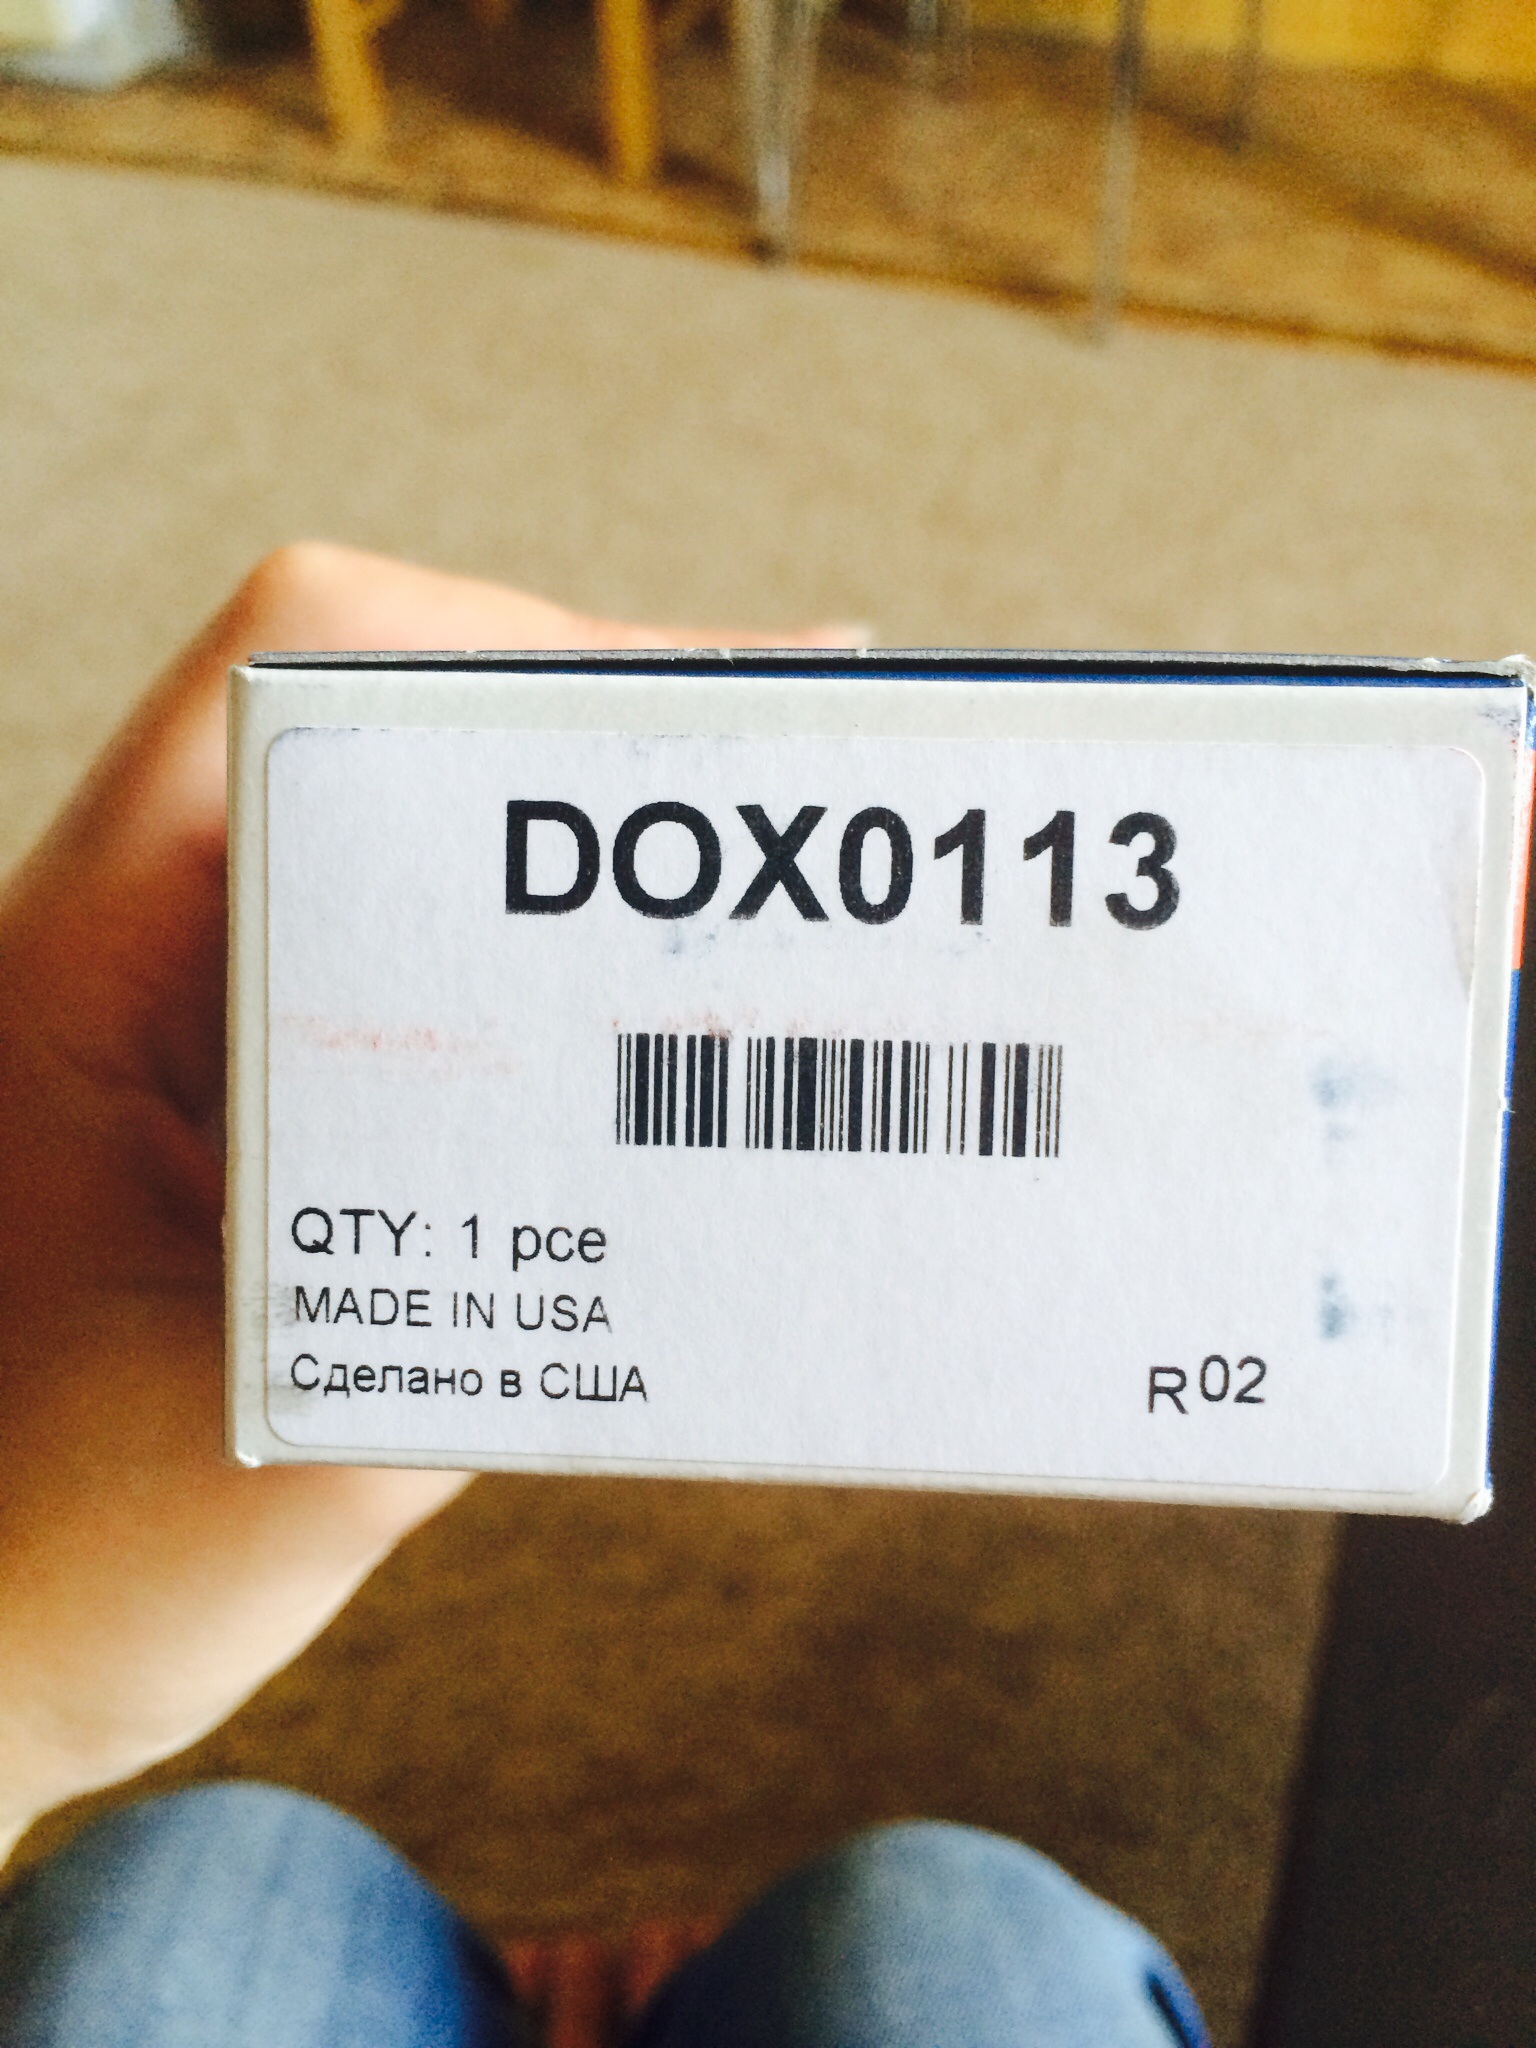 DOX0113
QTY: 1 pce
MADE IN USA
Сделано в США
R02